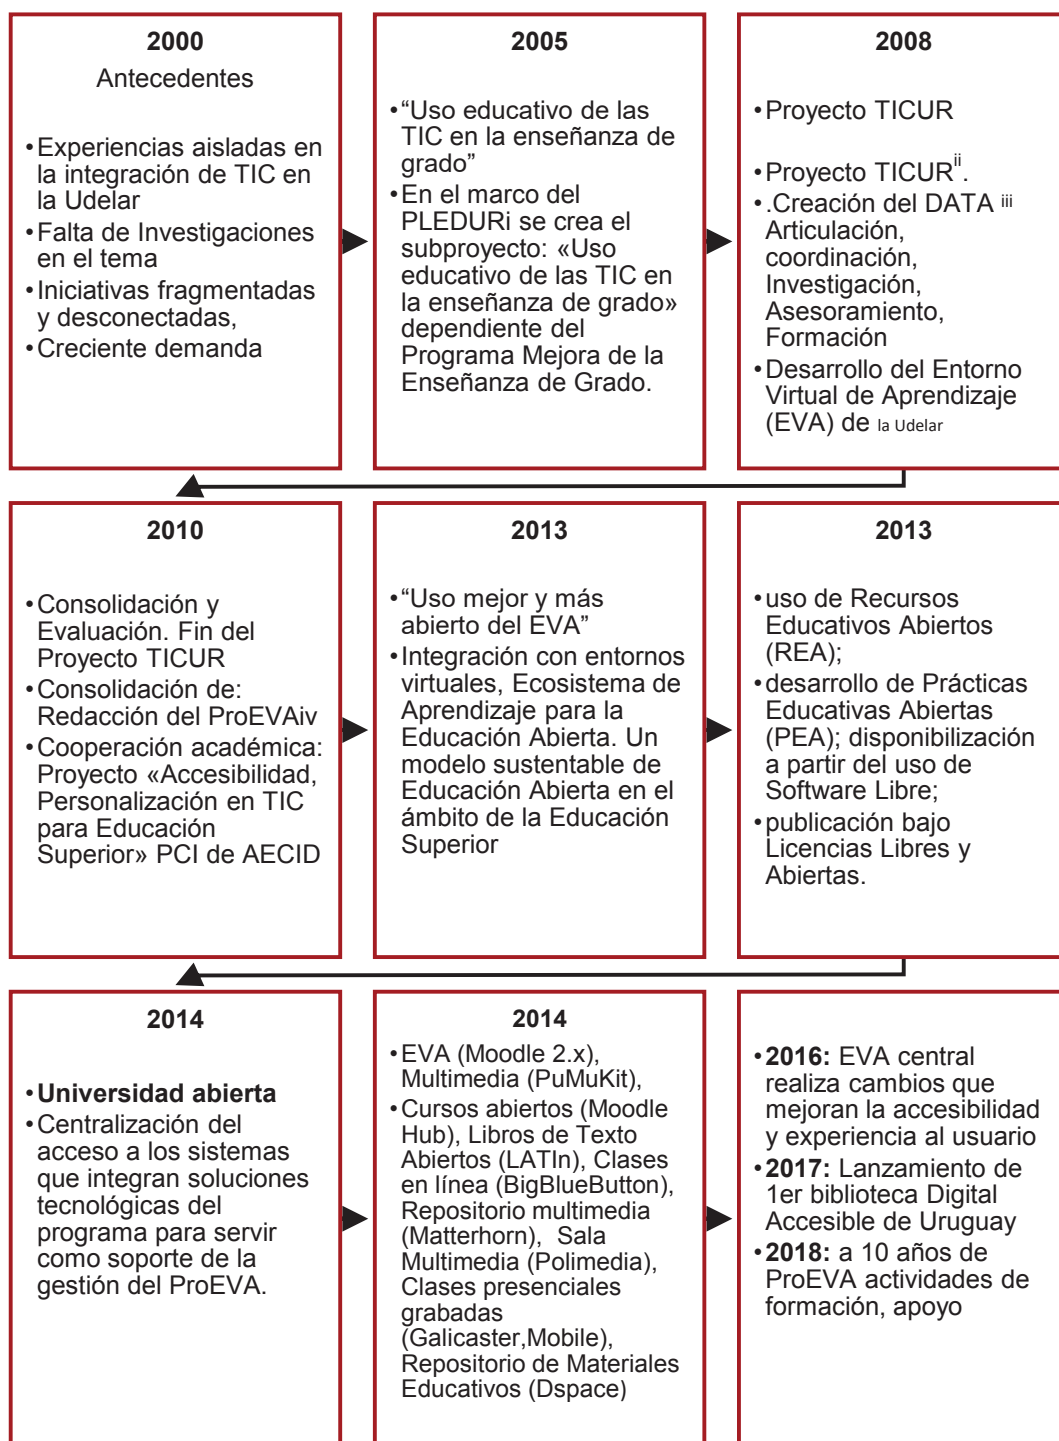 2000
Antecedentes
•Experiencias aisladas en
la integración de TIC en
la Udelar
•Falta de Investigaciones
en el tema
•Iniciativas fragmentadas
y desconectadas,
•Creciente demanda
2005
•“Uso educativo de las
TIC en la enseñanza de
grado”
•En el marco del
PLEDURi se crea el
subproyecto: «Uso
educativo de las TIC en
la enseñanza de grado»
dependiente del
Programa Mejora de la
Enseñanza de Grado.
2008
•Proyecto TICUR
•Proyecto TICURii.
•.Creación del DATA iii
Articulación,
coordinación,
Investigación,
Asesoramiento,
Formación
•Desarrollo del Entorno
Virtual de Aprendizaje
(EVA) de la Udelar
2010
•Consolidación y
Evaluación. Fin del
Proyecto TICUR
•Consolidación de:
Redacción del ProEVAiv
•Cooperación académica:
Proyecto «Accesibilidad,
Personalización en TIC
para Educación
Superior» PCI de AECID
2013
•“Uso mejor y más
abierto del EVA”
•Integración con entornos
virtuales, Ecosistema de
Aprendizaje para la
Educación Abierta. Un
modelo sustentable de
Educación Abierta en el
ámbito de la Educación
Superior
2013
•uso de Recursos
Educativos Abiertos
(REA);
•desarrollo de Prácticas
Educativas Abiertas
(PEA); disponibilización
a partir del uso de
Software Libre;
•publicación bajo
Licencias Libres y
Abiertas.
2014
•Universidad abierta
•Centralización del
acceso a los sistemas
que integran soluciones
tecnológicas del
programa para servir
como soporte de la
gestión del ProEVA.
2014
•EVA (Moodle 2.x),
Multimedia (PuMuKit),
•Cursos abiertos (Moodle
Hub), Libros de Texto
Abiertos (LATIn), Clases
en línea (BigBlueButton),
Repositorio multimedia
(Matterhorn), Sala
Multimedia (Polimedia),
Clases presenciales
grabadas
(Galicaster,Mobile),
Repositorio de Materiales
Educativos (Dspace)
•2016: EVA central
realiza cambios que
mejoran la accesibilidad
y experiencia al usuario
•2017: Lanzamiento de
1er biblioteca Digital
Accesible de Uruguay
•2018: a 10 años de
ProEVA actividades de
formación, apoyo